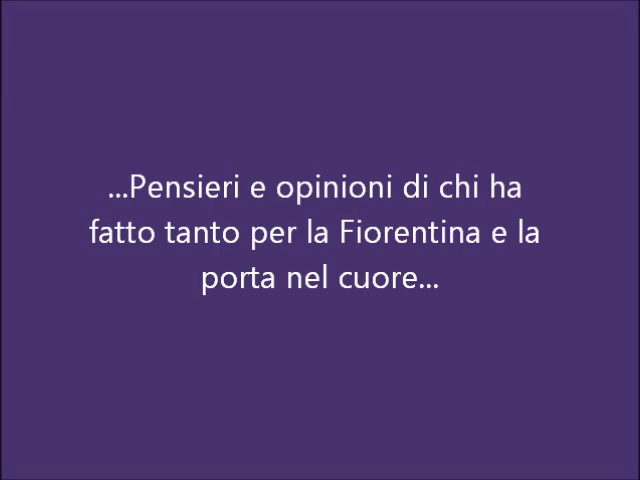 ...Pensieri e opinioni di chi ha
fatto tanto per la Fiorentina e la
porta nel cuore...